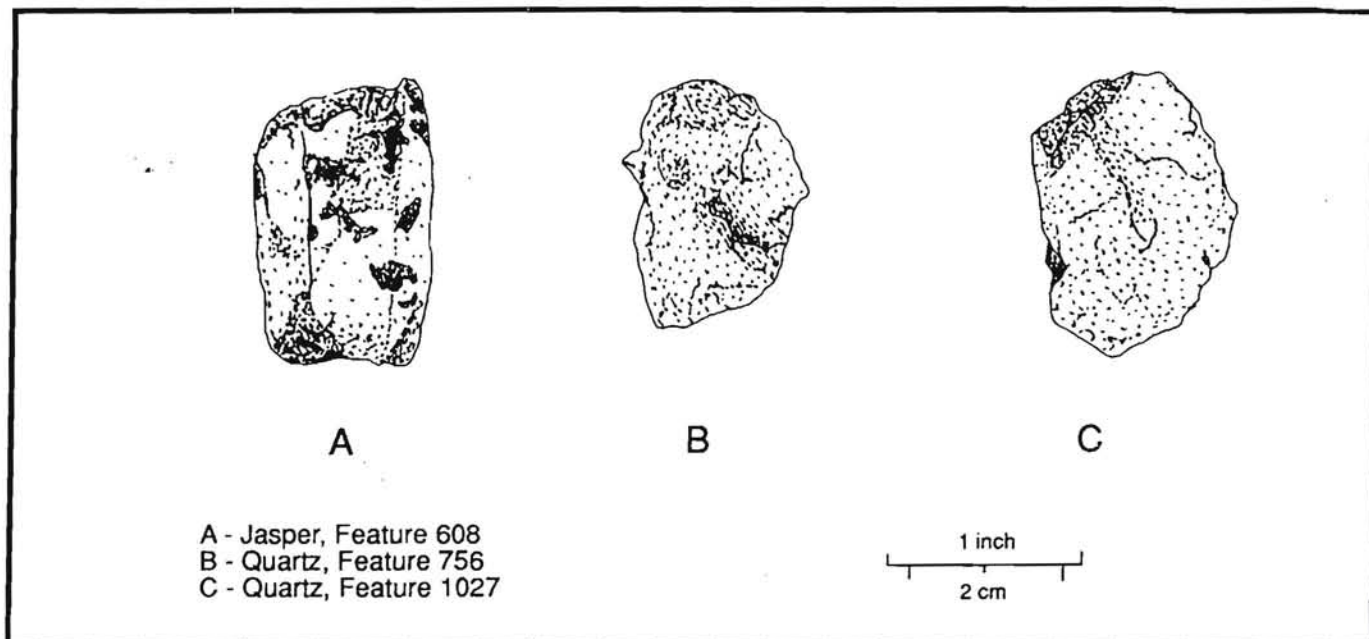 A
B
C
A - Jasper, Feature 608
B - Quartz, Feature 756
C - Quartz, Feature 1027
1 inch
2 cm